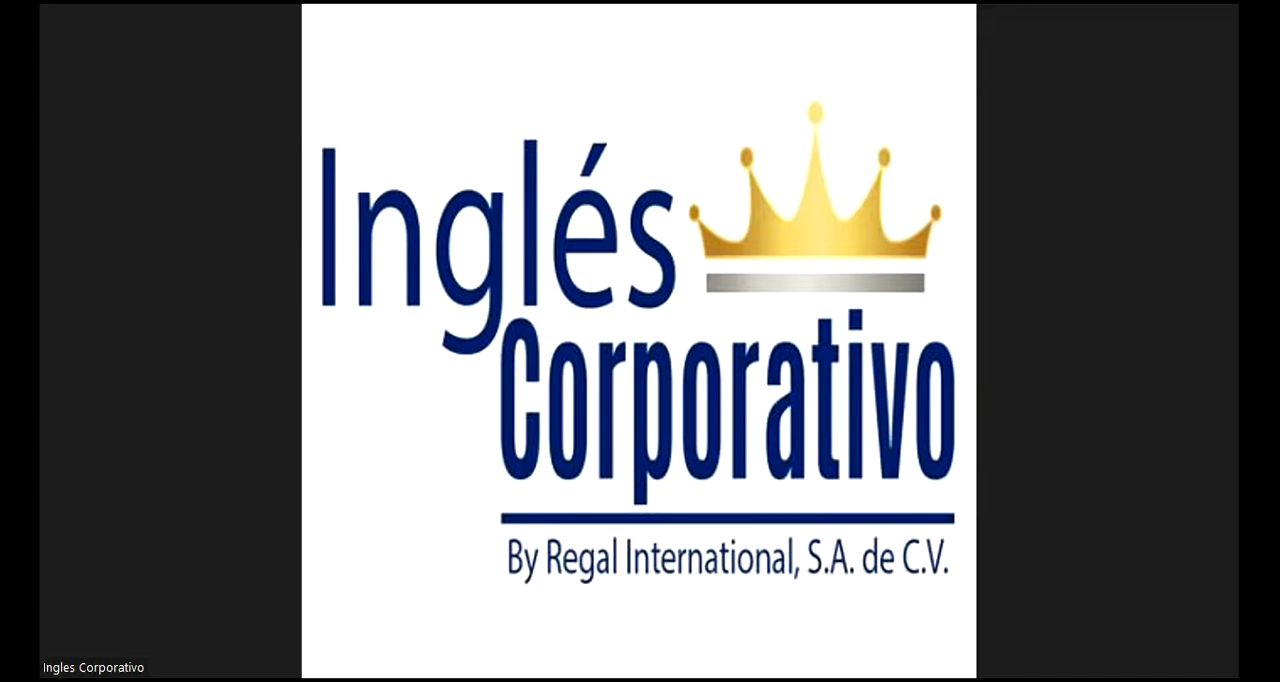 Inglés
Corporativo
By Regal International, S.A. de C.V.
Ingles Corporativo